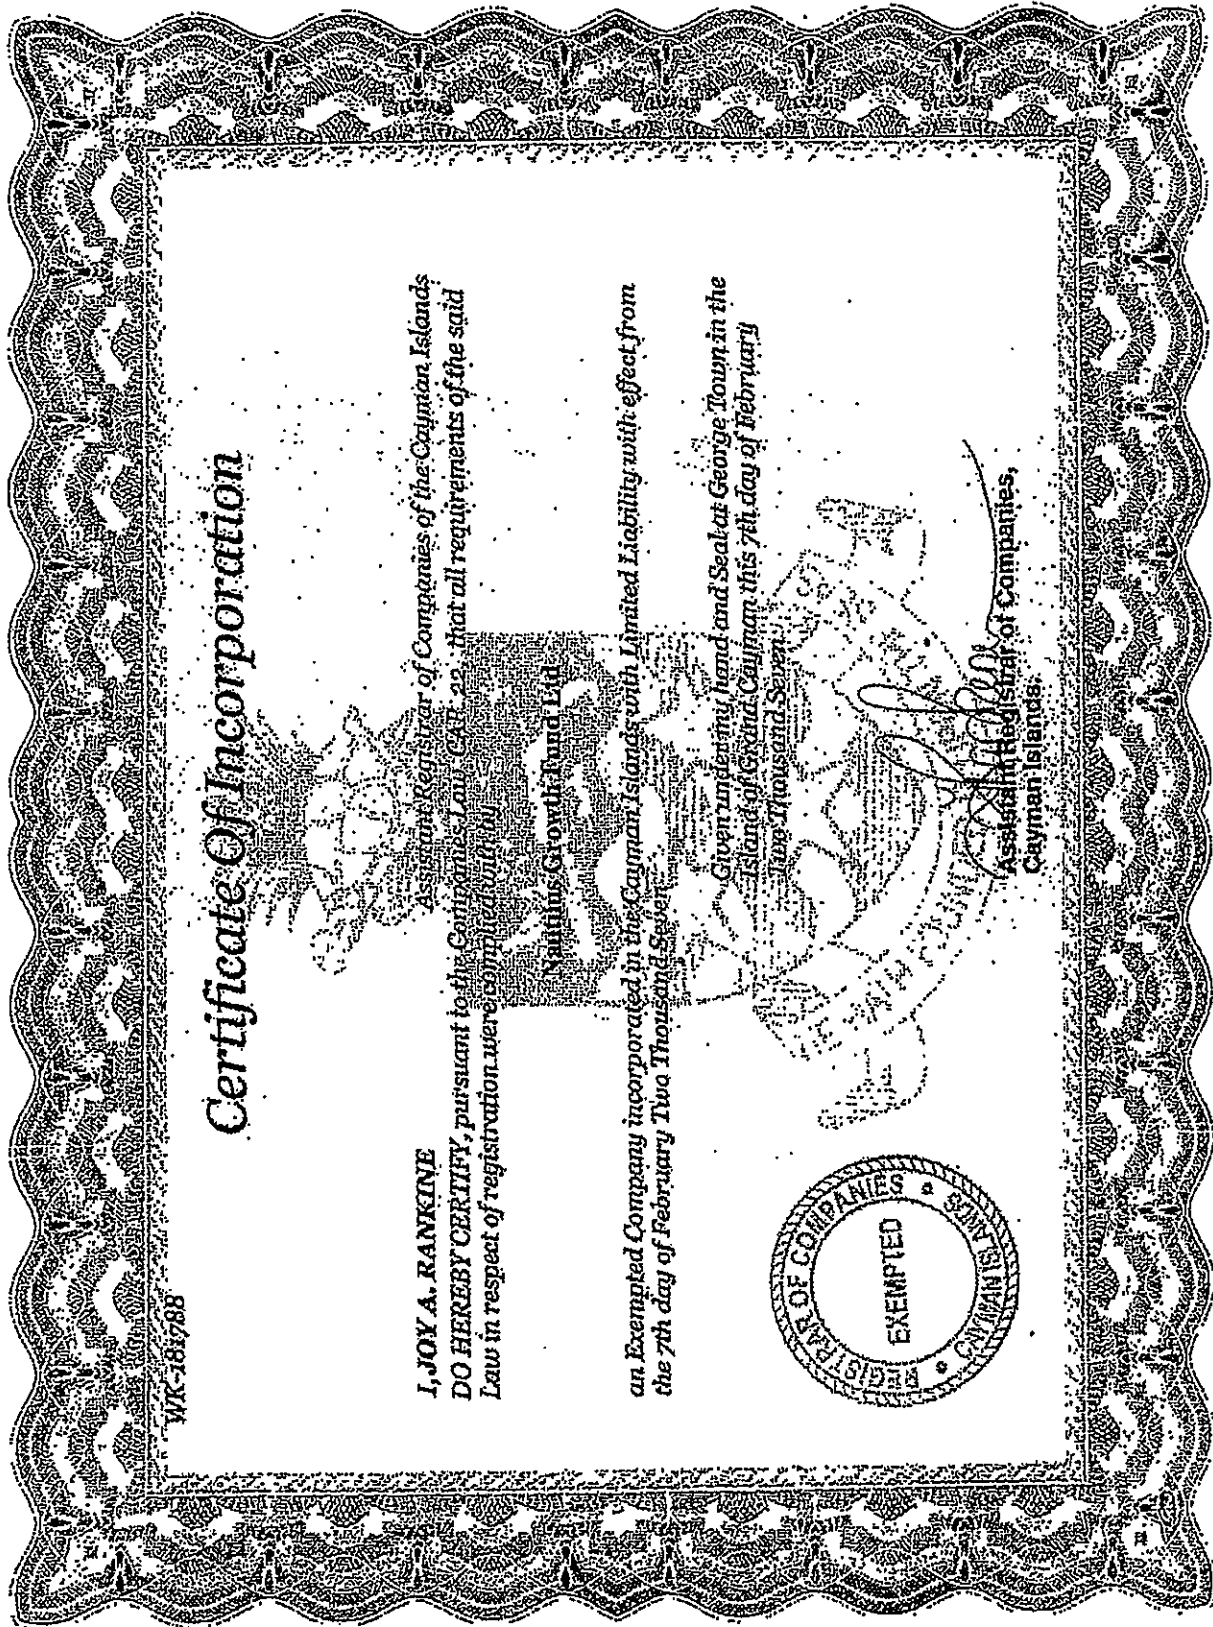 WK-181788
Certificate Of Incorporation
I, JOY A. RANKINE Assistant Registrar of Companies of the Cayman Islands
DO HEREBY CERTIFY, pursuant to the Companies Law CAP. 22, that all requirements of the said
Law in respect of registration were complied with by
Nautilus Growth Fund Ltd
an Exempted Company incorporated in the Cayman Islands with Limited Liability with effect from
the 7th day of February Two Thousand Seven
Given under my hand and Seal at George Town in the
Island of Grand Cayman this 7th day of February
Two Thousand Seven
REGISTRAR OF COMPANIES
EXEMPTED
CAYMAN ISLANDS
Assistant Registrar of Companies,
Cayman Islands.